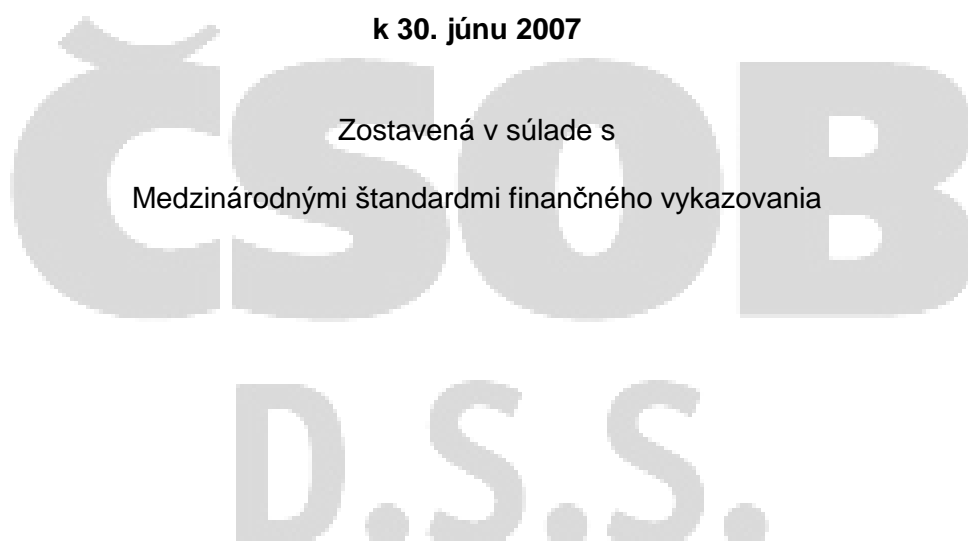 k 30. júnu 2007
Zostavená v súlade s
Medzinárodnými štandardmi finančného vykazovania
ČSOB
D.S.S.